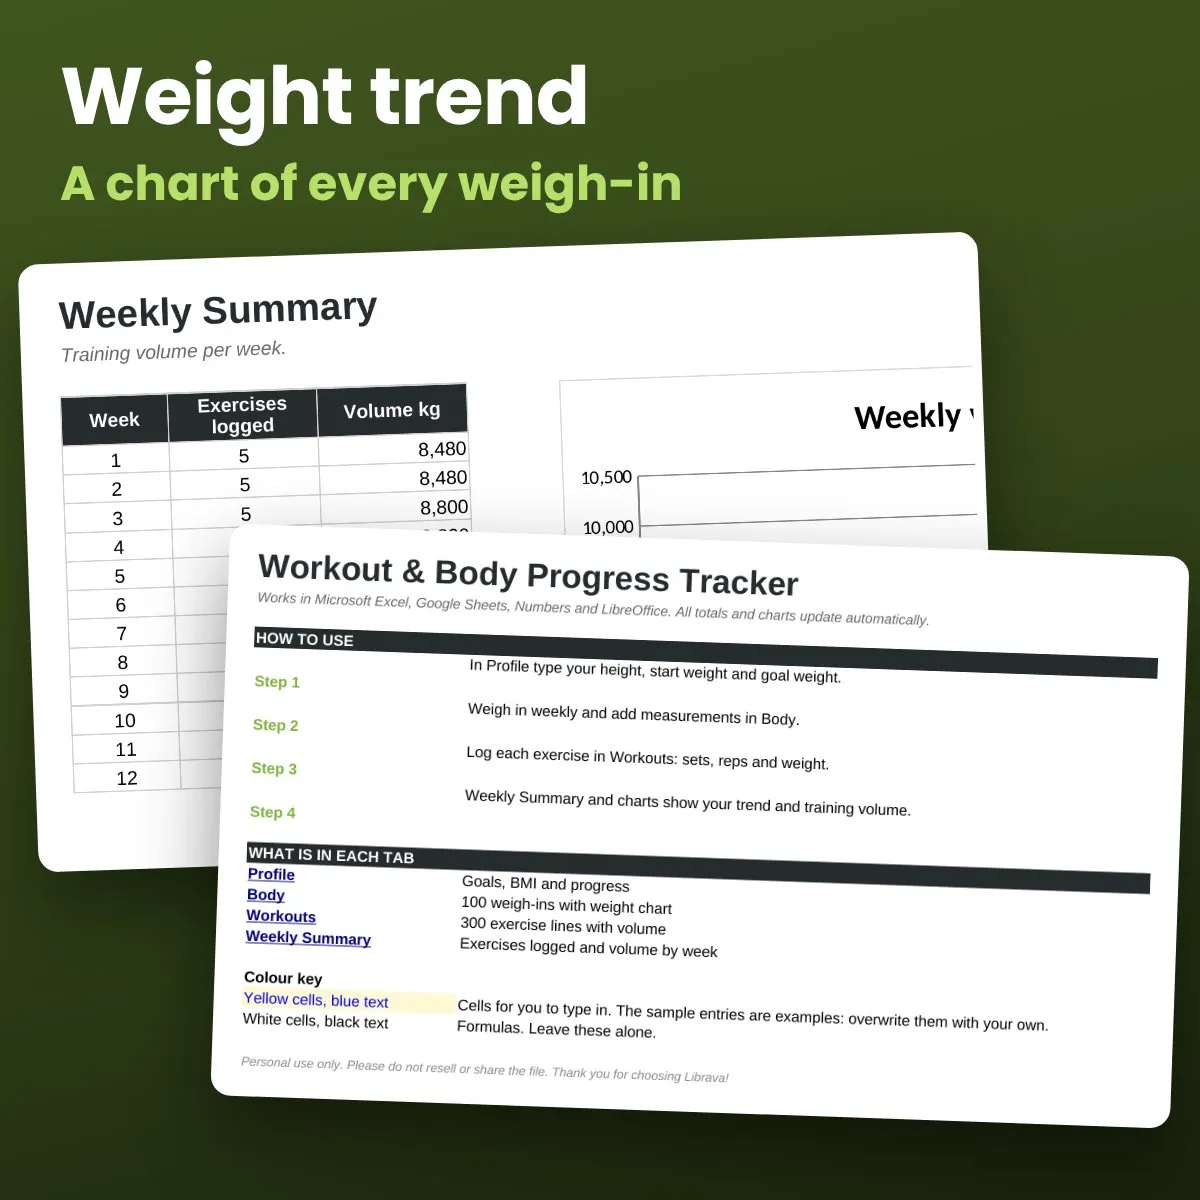 Weight trend
A chart of every weigh-in
Weekly Summary
Training volume per week.
Week Exercises logged Volume kg
1 5 8,480
2 5 8,480
3 5 8,800
4
5
6
7
8
9
10
11
12
Weekly
10,500
10,000
Workout & Body Progress Tracker
Works in Microsoft Excel, Google Sheets, Numbers and LibreOffice. All totals and charts update automatically.
HOW TO USE
Step 1 In Profile type your height, start weight and goal weight.
Step 2 Weigh in weekly and add measurements in Body.
Step 3 Log each exercise in Workouts: sets, reps and weight.
Step 4 Weekly Summary and charts show your trend and training volume.
WHAT IS IN EACH TAB
Profile Goals, BMI and progress
Body 100 weigh-ins with weight chart
Workouts 300 exercise lines with volume
Weekly Summary Exercises logged and volume by week
Colour key
Yellow cells, blue text Cells for you to type in. The sample entries are examples: overwrite them with your own.
White cells, black text Formulas. Leave these alone.
Personal use only. Please do not resell or share the file. Thank you for choosing Librava!